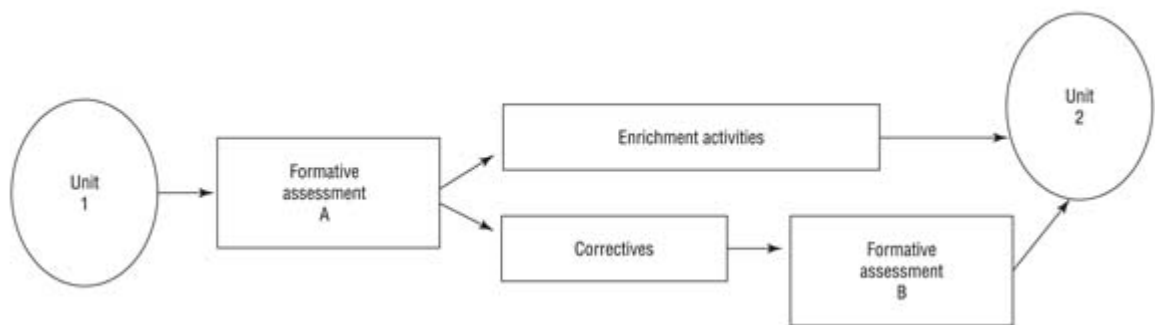 Unit
1
Formative
assessment
A
Enrichment activities
Correctives
Formative
assessment
B
Unit
2